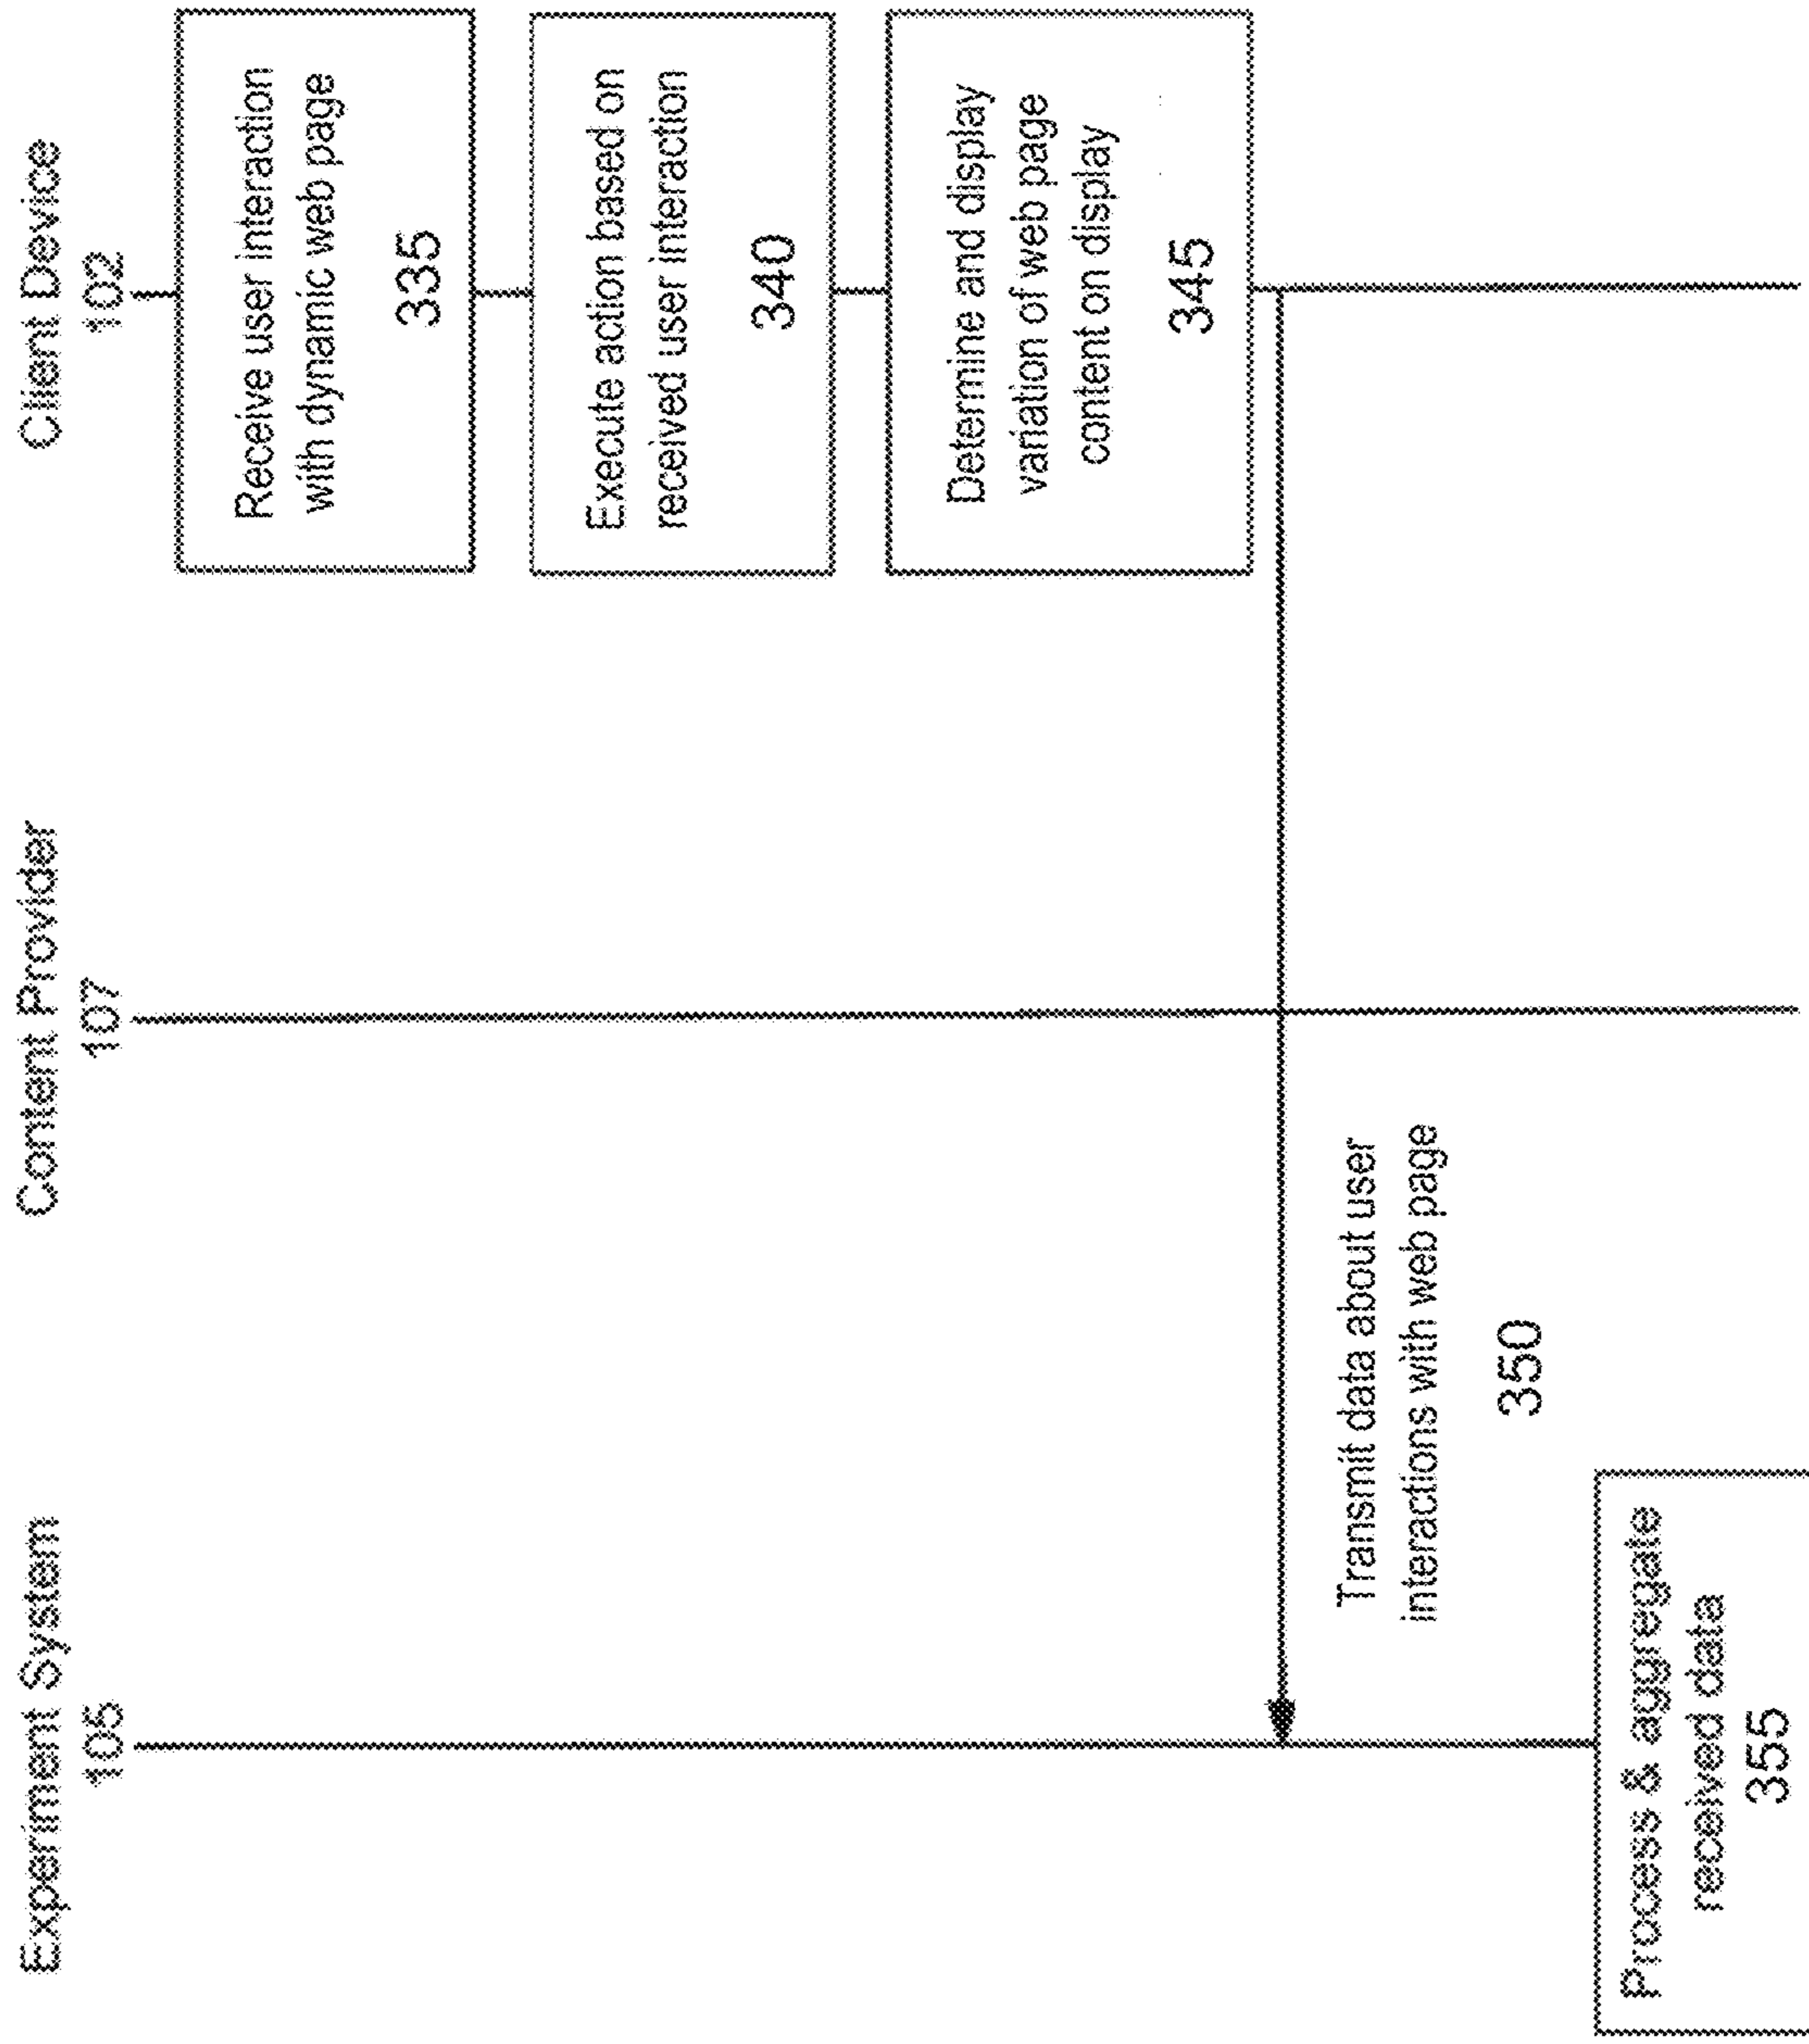 Experiment System
105
Content Provider
107
Client Device
102
Receive user interaction
with dynamic web page
335
Execute action based on
received user interaction
340
Determine and display
variation of web page
content on display
345
Transmit data about user
interactions with web page
350
Process & aggregate
received data
355